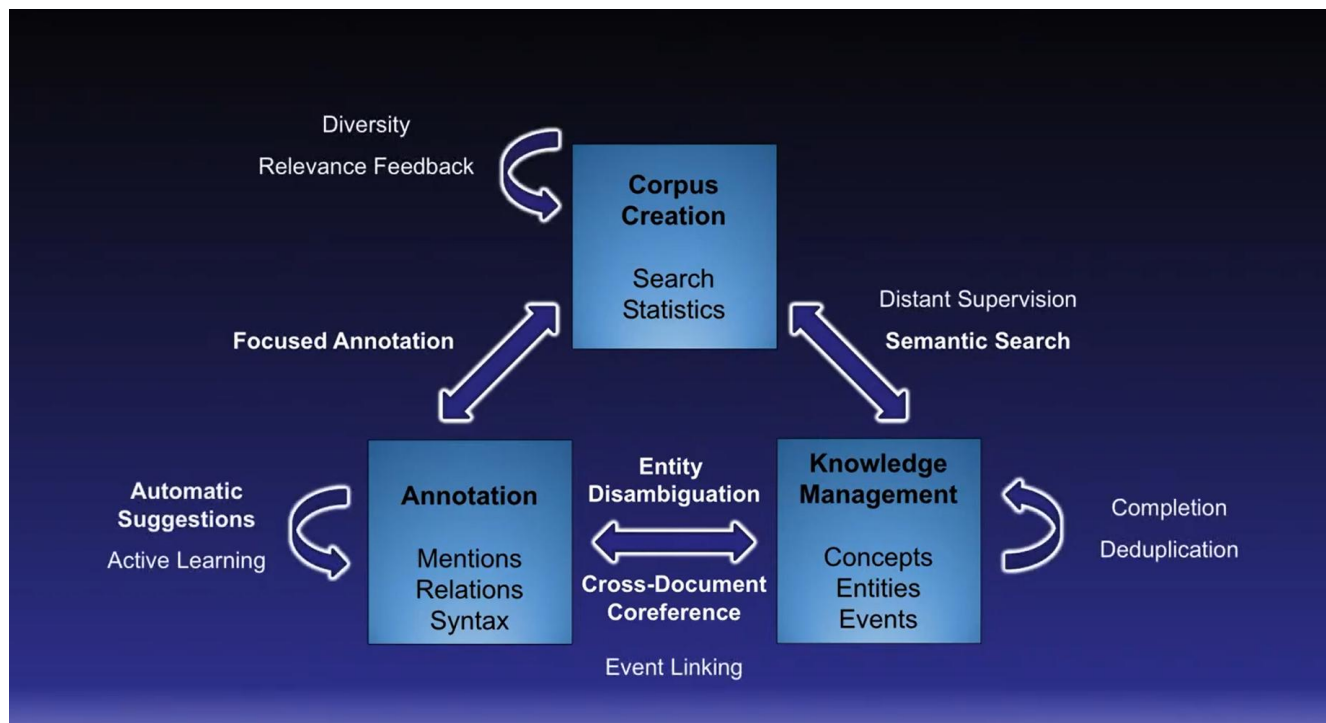 Diversity
Relevance Feedback
Corpus
Creation
Search
Statistics
Focused Annotation
Distant Supervision
Semantic Search
Automatic
Suggestions
Active Learning
Annotation
Mentions
Relations
Syntax
Entity
Disambiguation
Cross-Document
Coreference
Event Linking
Knowledge
Management
Concepts
Entities
Events
Completion
Deduplication